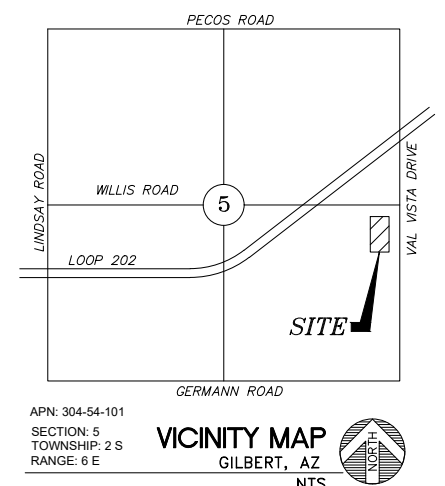 PECOS ROAD
LINDSAY ROAD
WILLIS ROAD
5
VAL VISTA DRIVE
LOOP 202
SITE
GERMANN ROAD
APN: 304-54-101
SECTION: 5
TOWNSHIP: 2 S
RANGE: 6 E
VICINITY MAP
GILBERT, AZ
NTS
NORTH